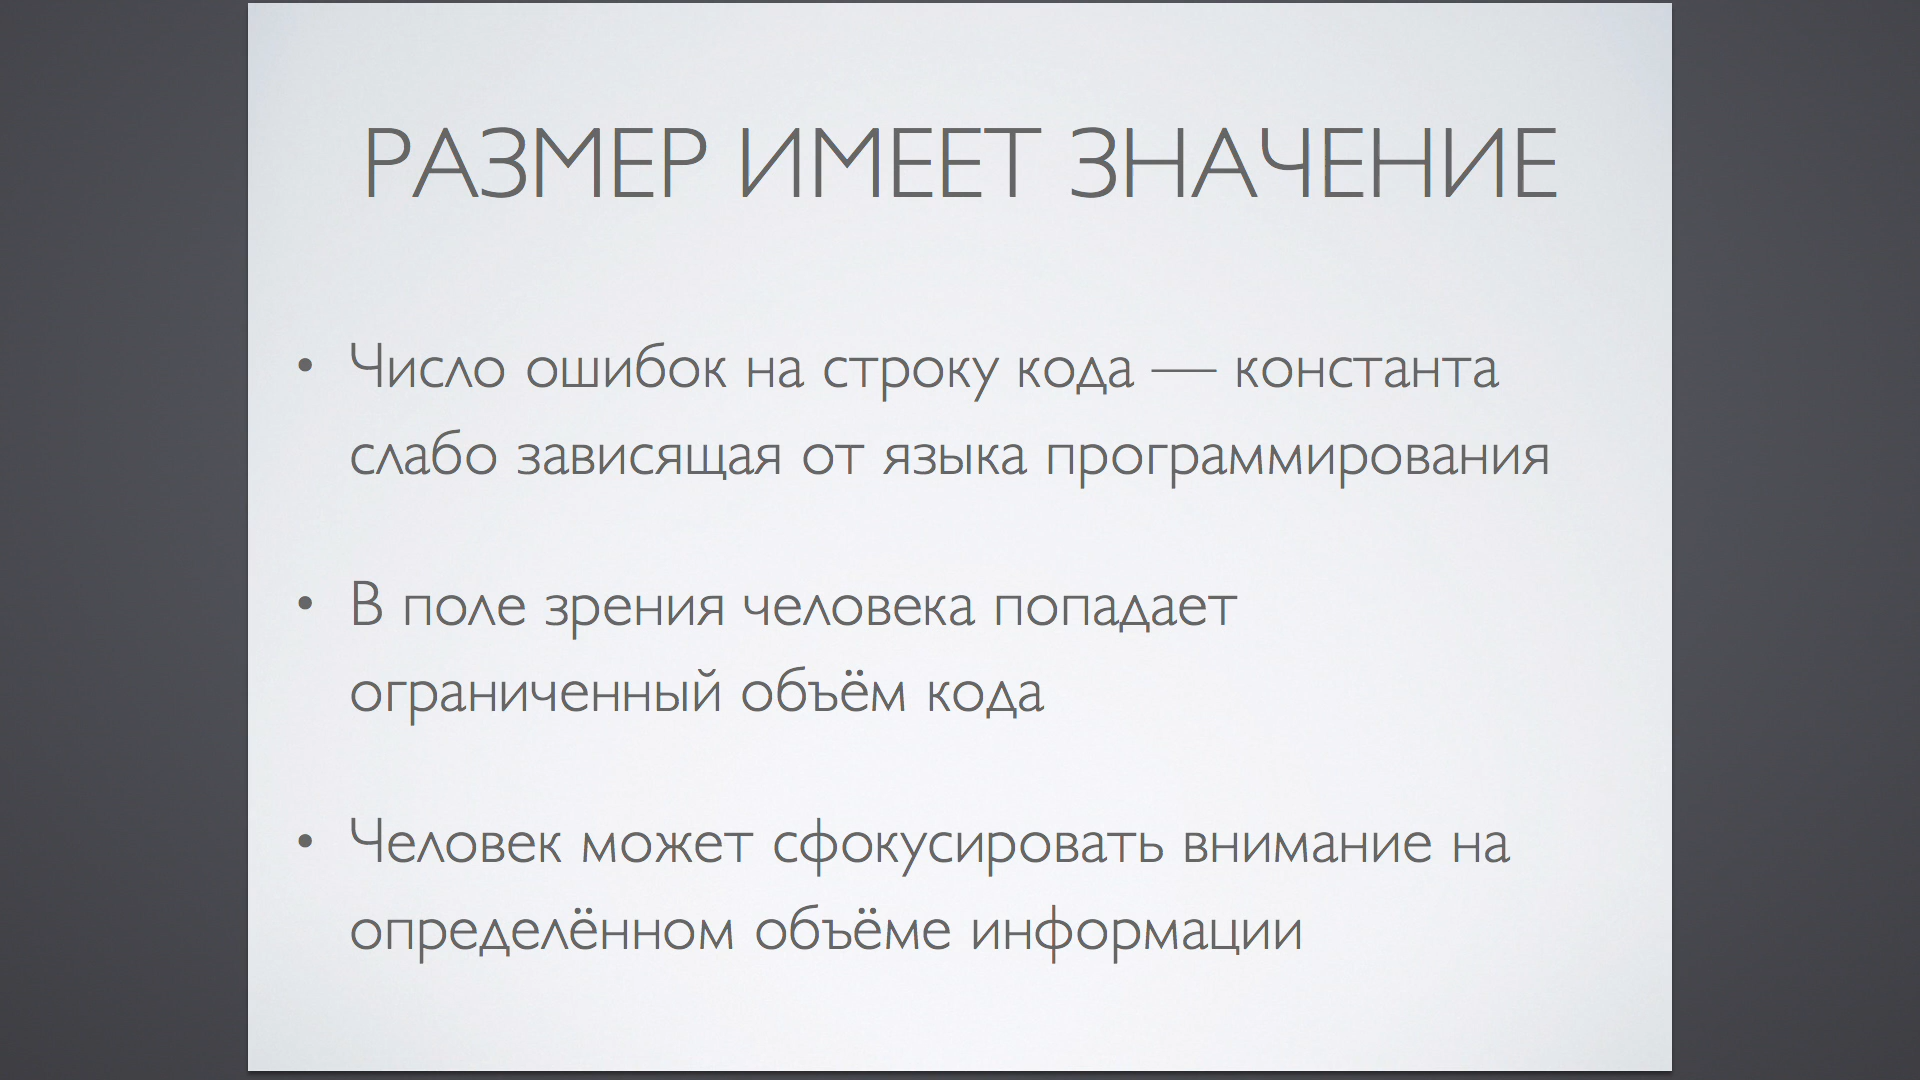 РАЗМЕР ИМЕЕТ ЗНАЧЕНИЕ
• Число ошибок на строку кода — константа
слабо зависящая от языка программирования
• В поле зрения человека попадает
ограниченный объём кода
• Человек может сфокусировать внимание на
определённом объёме информации